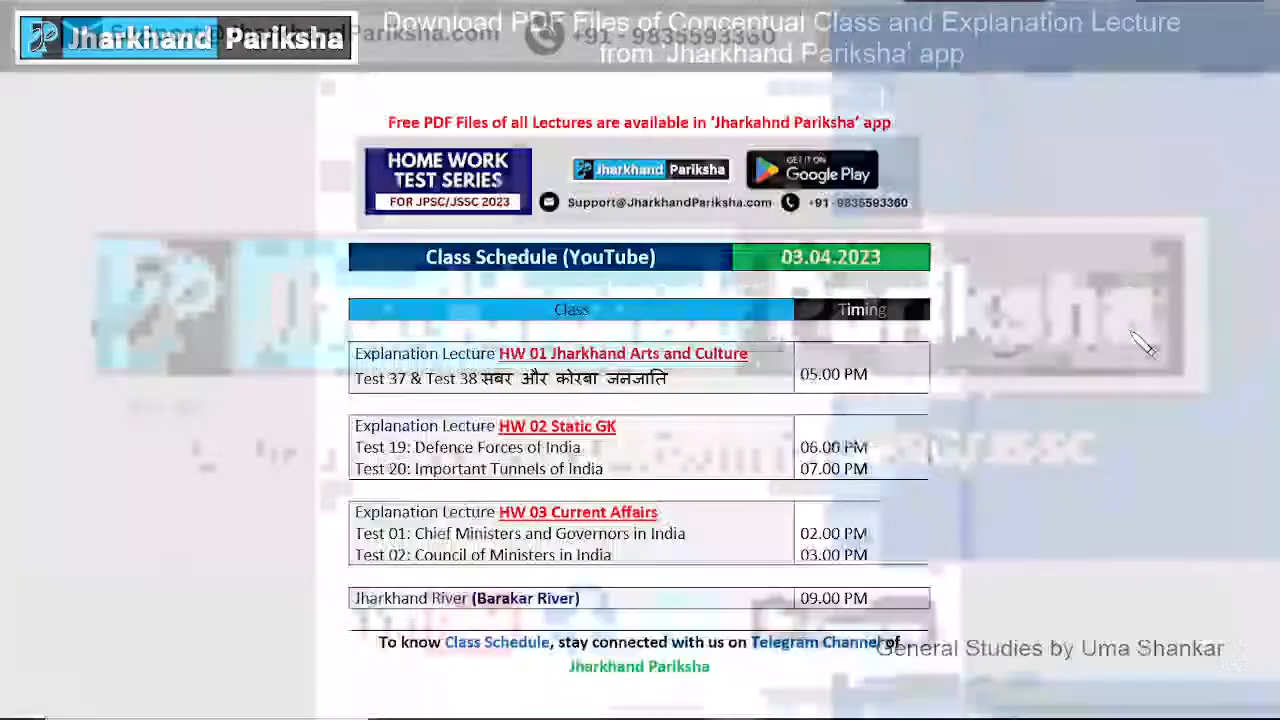 Jharkhand Pariksha
Download PDF Files of Conceptual Class and Explanation Lecture
from 'Jharkhand Pariksha' app
+91 - 9835593360
Free PDF Files of all Lectures are available in 'Jharkahnd Pariksha' app
HOME WORK
TEST SERIES
FOR JPSC/JSSC 2023
Jharkhand Pariksha
GET IT ON
Google Play
Support@JharkhandPariksha.com
+91-9835593360
Class Schedule (YouTube) 03.04.2023
Class Timing
Explanation Lecture HW 01 Jharkhand Arts and Culture
Test 37 & Test 38 सबर और कोरबा जनजाति 05.00 PM
Explanation Lecture HW 02 Static GK
Test 19: Defence Forces of India 06.00 PM
Test 20: Important Tunnels of India 07.00 PM
Explanation Lecture HW 03 Current Affairs
Test 01: Chief Ministers and Governors in India 02.00 PM
Test 02: Council of Ministers in India 03.00 PM
Jharkhand River (Barakar River) 09.00 PM
To know Class Schedule, stay connected with us on Telegram Channel of
Jharkhand Pariksha
General Studies by Uma Shankar